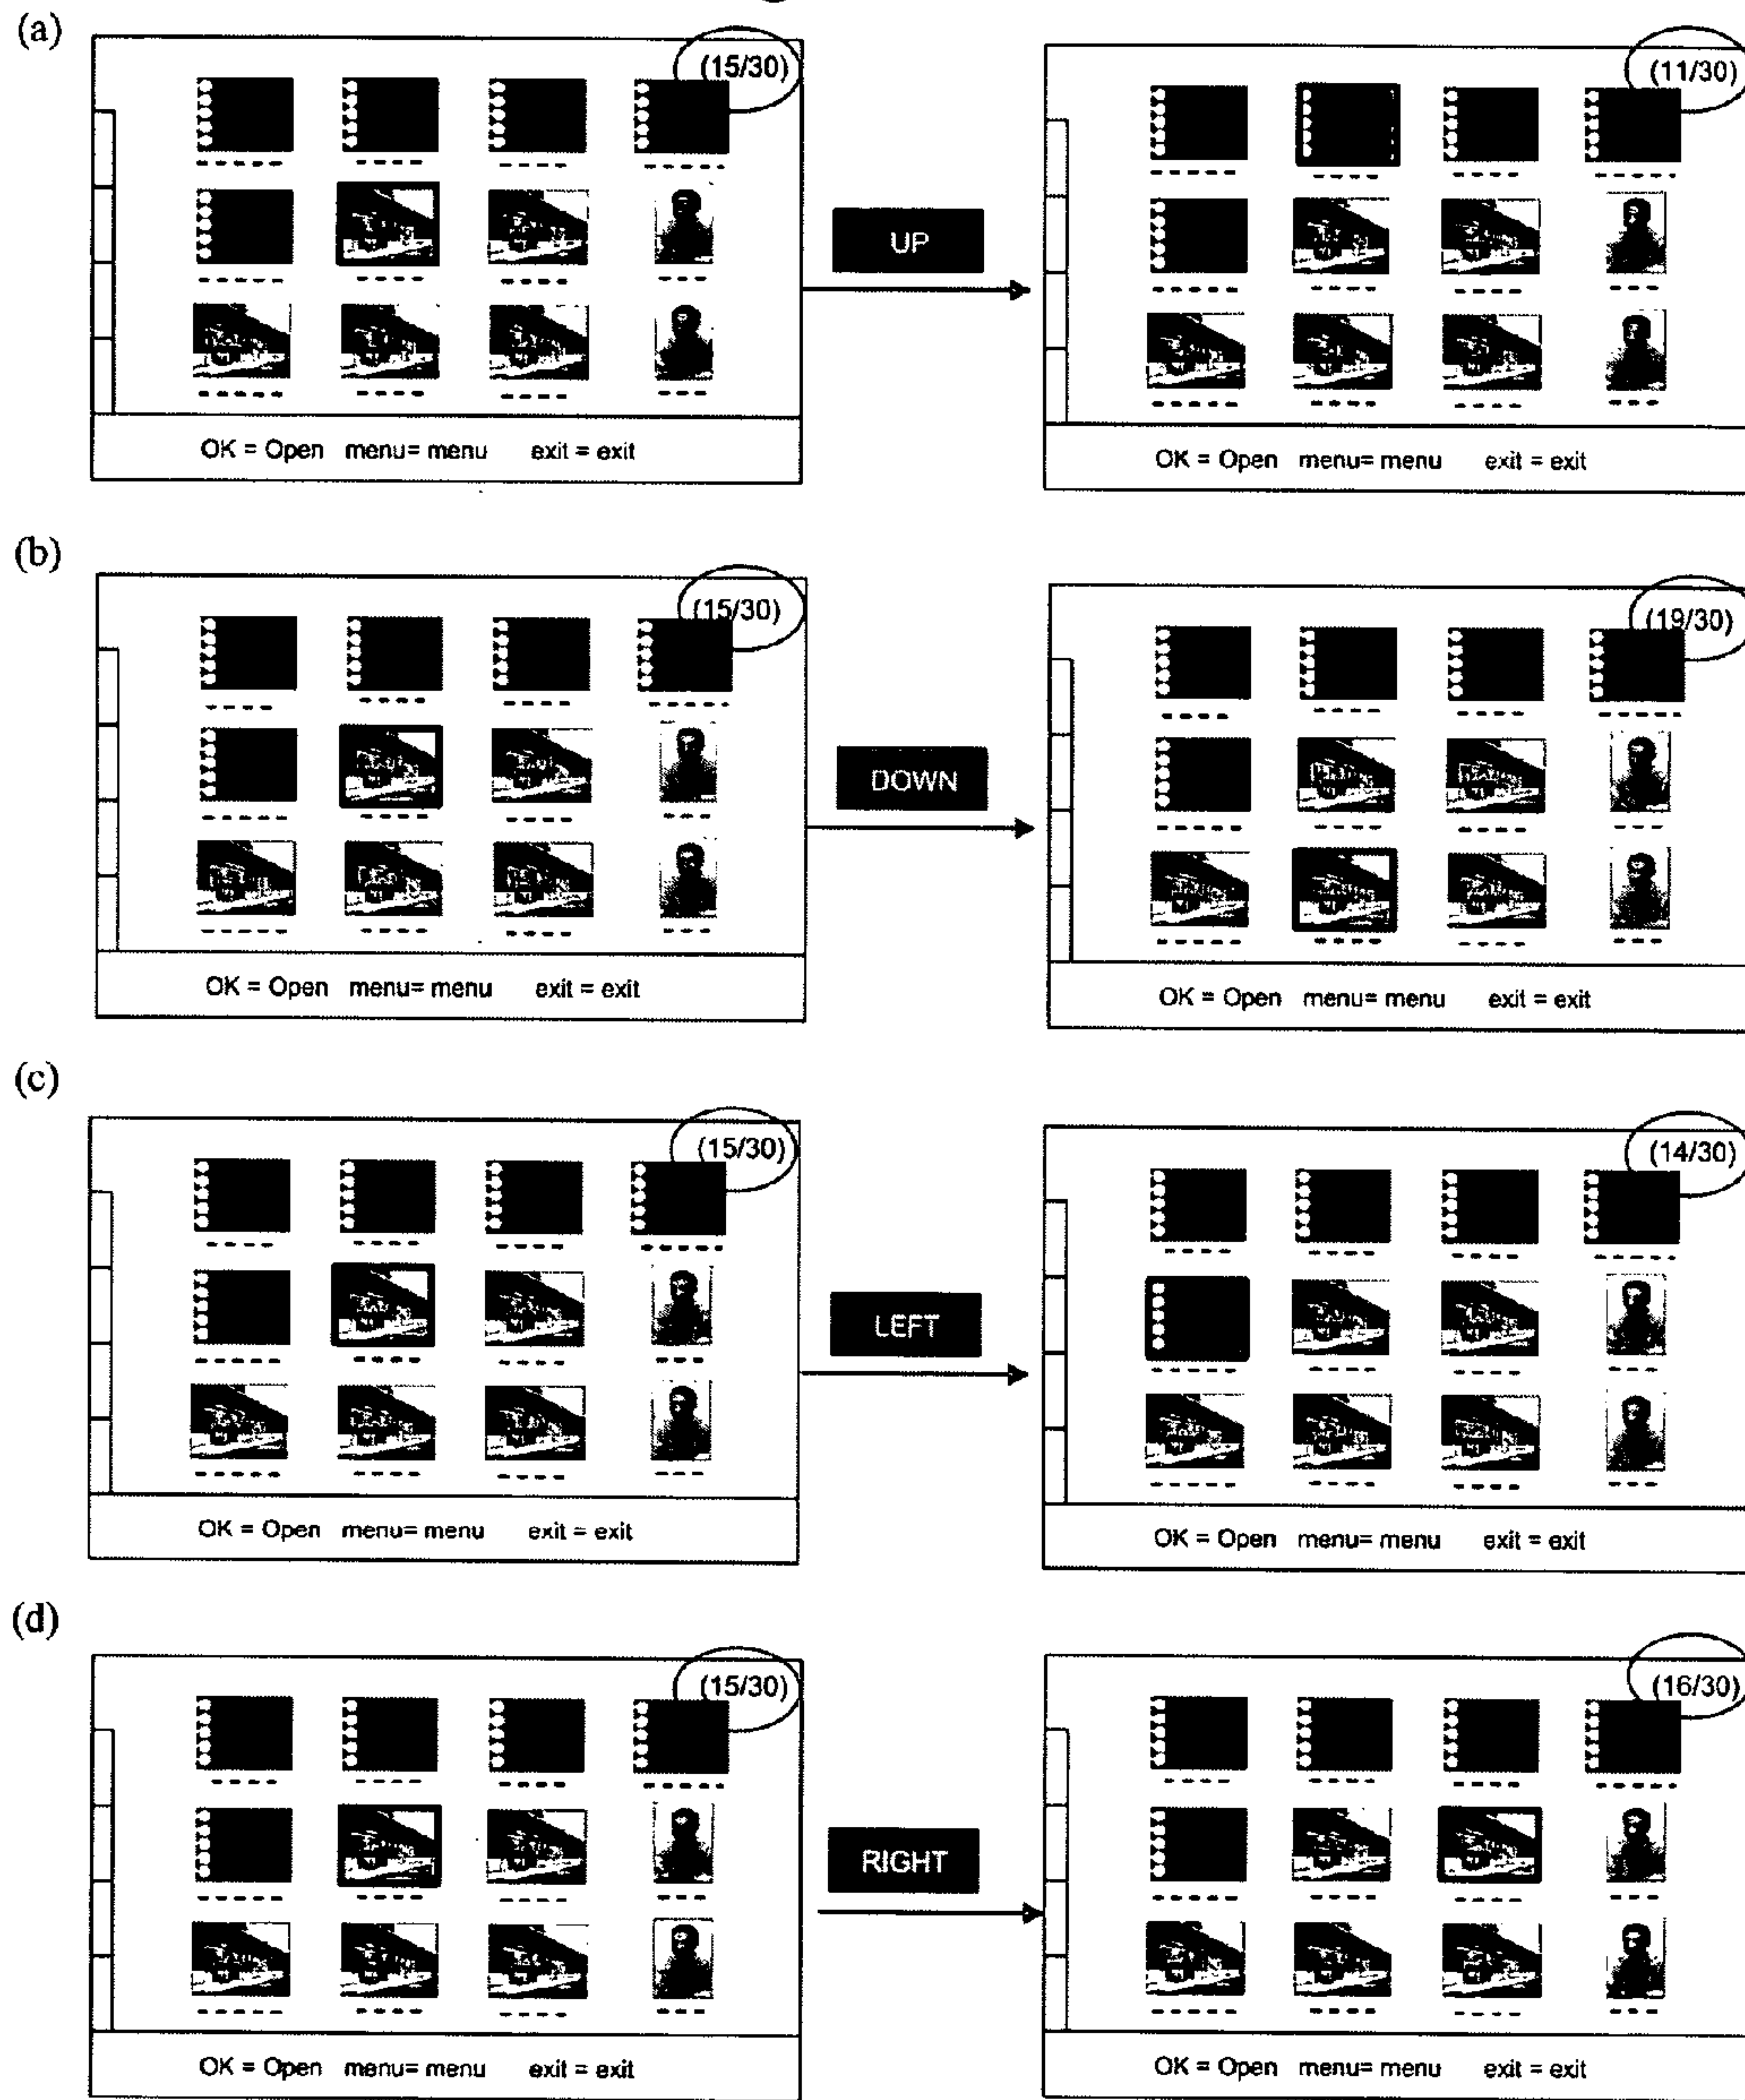 (a)
(15/30)
UP
(11/30)
OK = Open menu= menu exit = exit
OK = Open menu= menu exit = exit
(b)
(15/30)
DOWN
(19/30)
OK = Open menu= menu exit = exit
OK = Open menu= menu exit = exit
(c)
(15/30)
LEFT
(14/30)
OK = Open menu= menu exit = exit
OK = Open menu= menu exit = exit
(d)
(15/30)
RIGHT
(16/30)
OK = Open menu= menu exit = exit
OK = Open menu= menu exit = exit